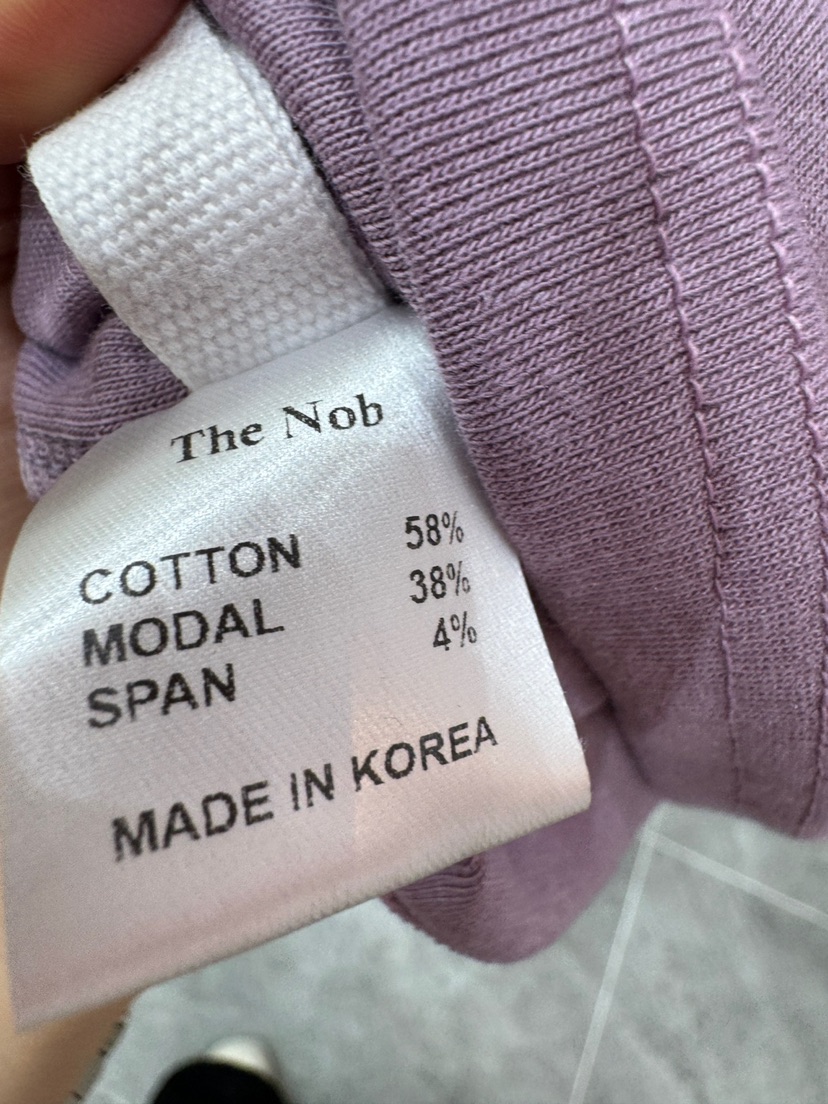 The Nob
COTTON 58%
MODAL 38%
SPAN 4%
MADE IN KOREA